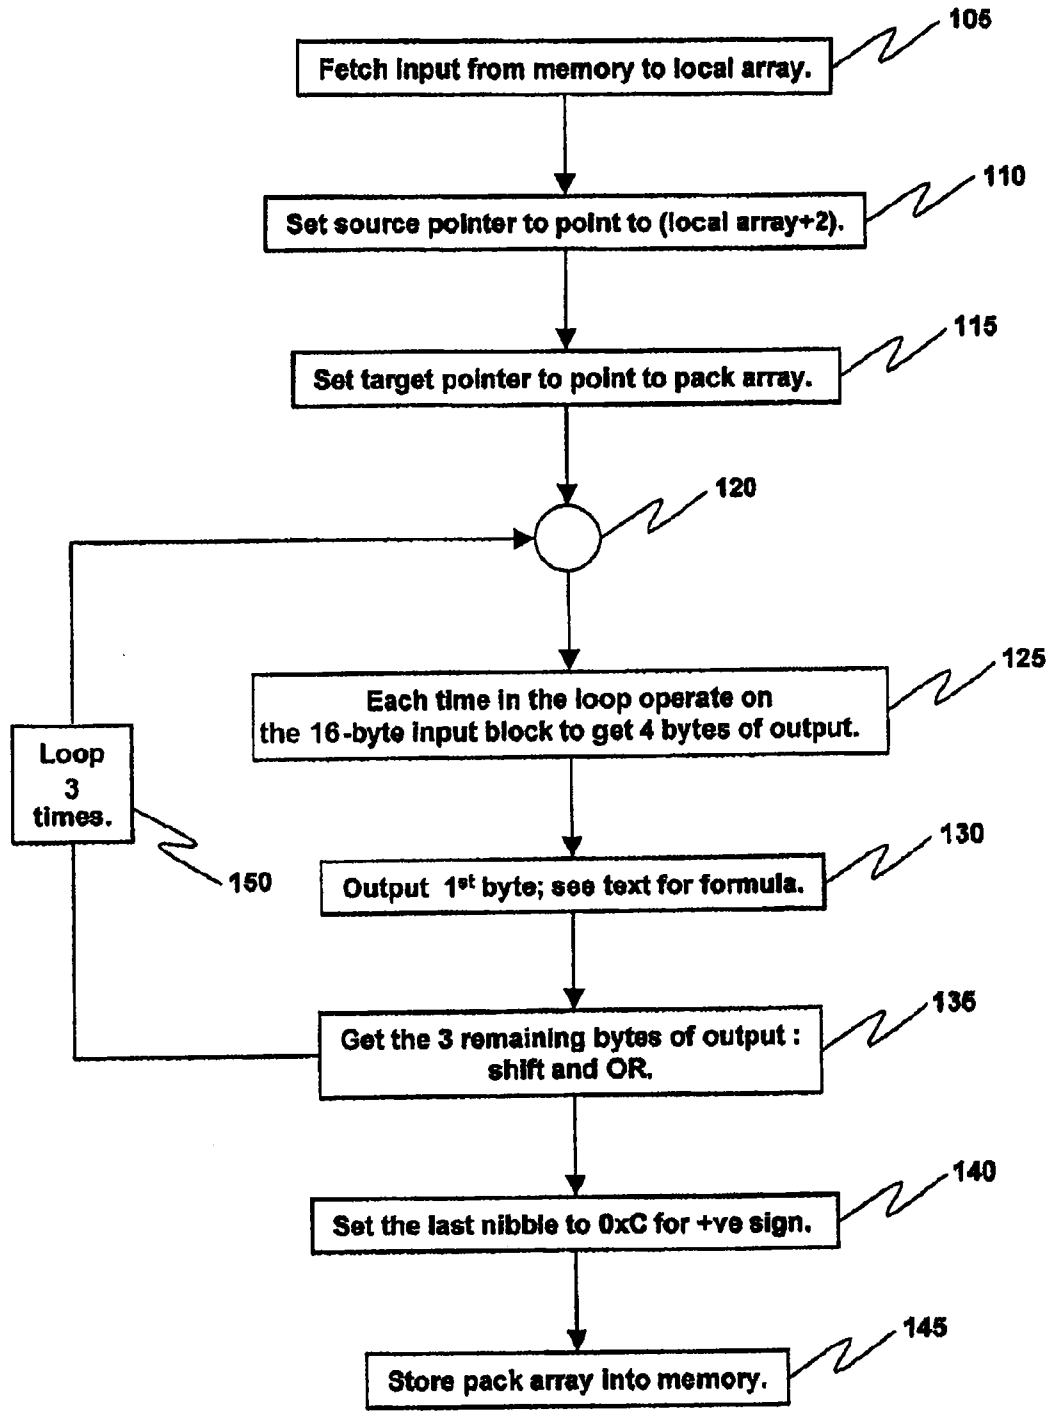 105
Fetch input from memory to local array.
110
Set source pointer to point to (local array+2).
115
Set target pointer to point to pack array.
120
125
Each time in the loop operate on
the 16-byte input block to get 4 bytes of output.
Loop
3
times.
150
130
Output 1st byte; see text for formula.
135
Get the 3 remaining bytes of output :
shift and OR.
140
Set the last nibble to 0xC for +ve sign.
145
Store pack array into memory.